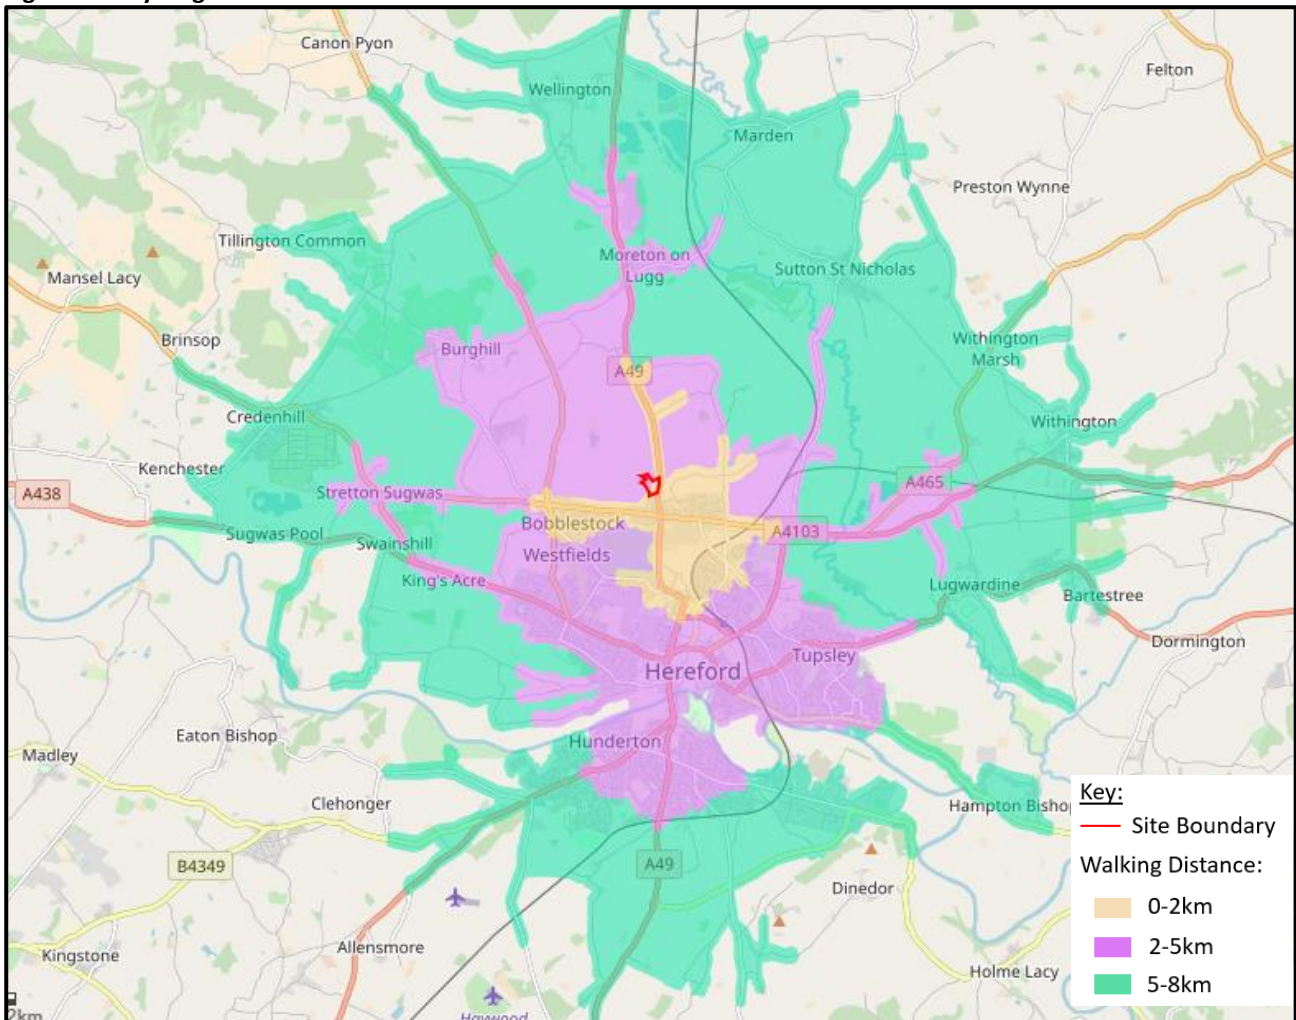 Canon Pyon
Felton
Wellington
Marden
Preston Wynne
Tillington Common
Moreton on
Lugg
Sutton St Nicholas
Mansel Lacy
Brinsop
Burghill
Withington
Marsh
A49
Credenhill
Withington
Kenchester
A438
Stretton Sugwas
A465
Bobblestock
A4103
Sugwas Pool
Swainshill
Westfields
King's Acre
Lugwardine
Bartestree
Dormington
Tupsley
Hereford
Eaton Bishop
Hunderton
Madley
Clehonger
Hampton Bishop
B4349
A49
Dinedor
Allensmore
Kingstone
Holme Lacy
2km
Haywood
Key:
Site Boundary
Walking Distance:
0-2km
2-5km
5-8km